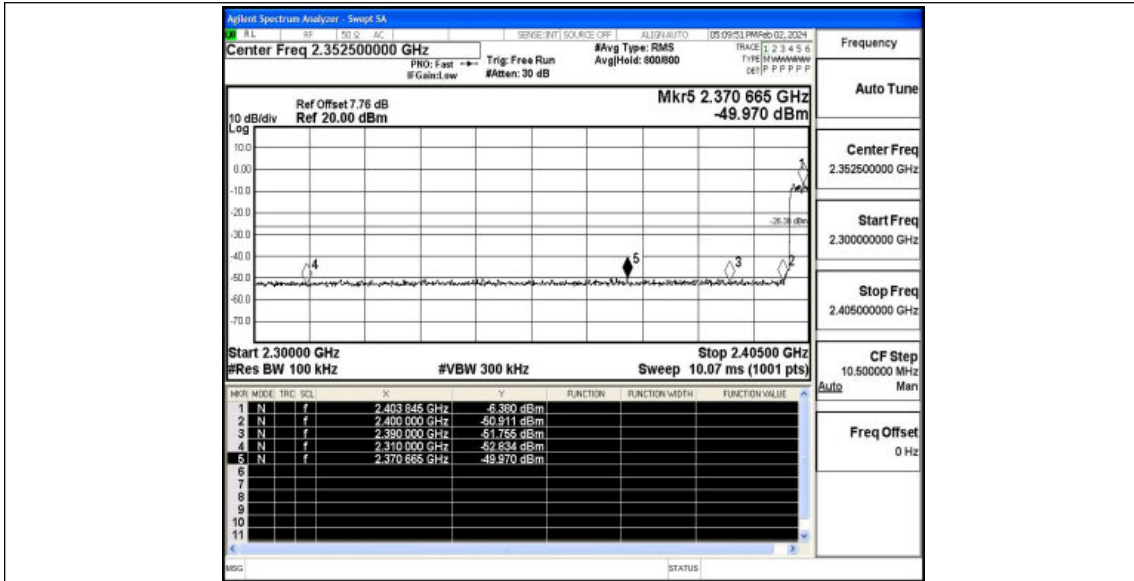 Agilent Spectrum Analyzer - Swept SA
RL RF 50 Ω AC SENSE:INT SOURCE OFF ALIGN AUTO 05:09:51 PM Feb 02, 2024
Center Freq 2.352500000 GHz
PNO: Fast
IFGain:Low
Trig: Free Run
#Atten: 30 dB
#Avg Type: RMS
Avg|Hold: 800/800
TRACE 1 2 3 4 5 6
TYPE M WWWWW
DET P P P P P P
Frequency
Auto Tune
Center Freq
2.352500000 GHz
Start Freq
2.300000000 GHz
Stop Freq
2.405000000 GHz
CF Step
10.500000 MHz
Auto Man
Freq Offset
0 Hz
Mkr5 2.370 665 GHz
-49.970 dBm
Ref Offset 7.76 dB
10 dB/div Ref 20.00 dBm
Log
10.0
0.00
-10.0
-20.0
-30.0
-40.0
-50.0
-60.0
-70.0
4
5
3
2
Start 2.30000 GHz Stop 2.40500 GHz
#Res BW 100 kHz #VBW 300 kHz Sweep 10.07 ms (1001 pts)
MKR MODE TRC SCL X Y FUNCTION FUNCTION WIDTH FUNCTION VALUE
1 N f 2.403 845 GHz -6.380 dBm
2 N f 2.400 000 GHz -50.911 dBm
3 N f 2.390 000 GHz -51.755 dBm
4 N f 2.310 000 GHz -52.834 dBm
5 N f 2.370 665 GHz -49.970 dBm
6
7
8
9
10
11
MSG STATUS